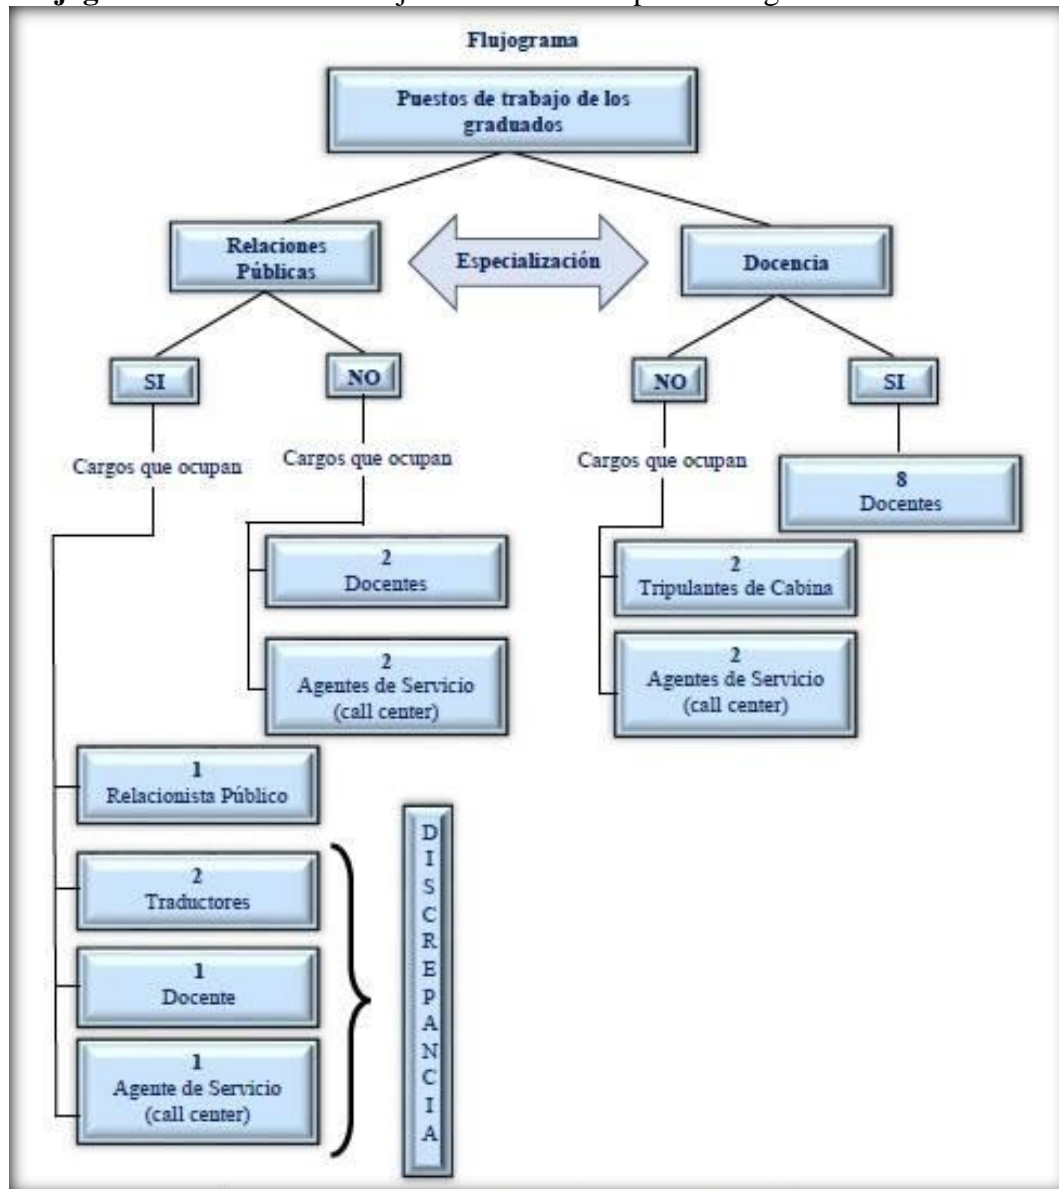 Flujograma
Puestos de trabajo de los
graduados
Relaciones
Públicas
Especialización
Docencia
SI
NO
NO
SI
Cargos que ocupan
Cargos que ocupan
Cargos que ocupan
8
Docentes
2
Docentes
2
Tripulantes de Cabina
2
Agentes de Servicio
(call center)
2
Agentes de Servicio
(call center)
1
Relacionista Público
2
Traductores
1
Docente
1
Agente de Servicio
(call center)
DISCREPANCIA